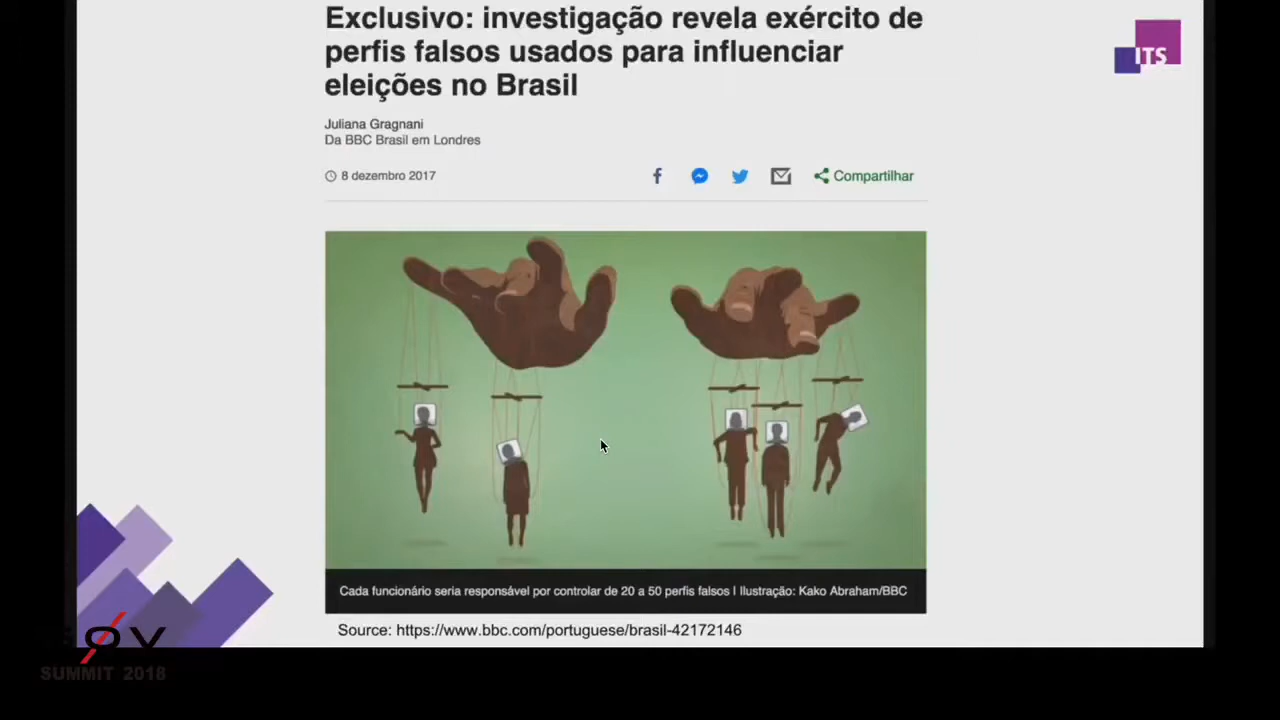 Exclusivo: investigação revela exército de
perfis falsos usados para influenciar
eleições no Brasil
ITS
Juliana Gragnani
Da BBC Brasil em Londres
8 dezembro 2017
Compartilhar
Cada funcionário seria responsável por controlar de 20 a 50 perfis falsos | Ilustração: Kako Abraham/BBC
Source: https://www.bbc.com/portuguese/brasil-42172146
SUMMIT 2018